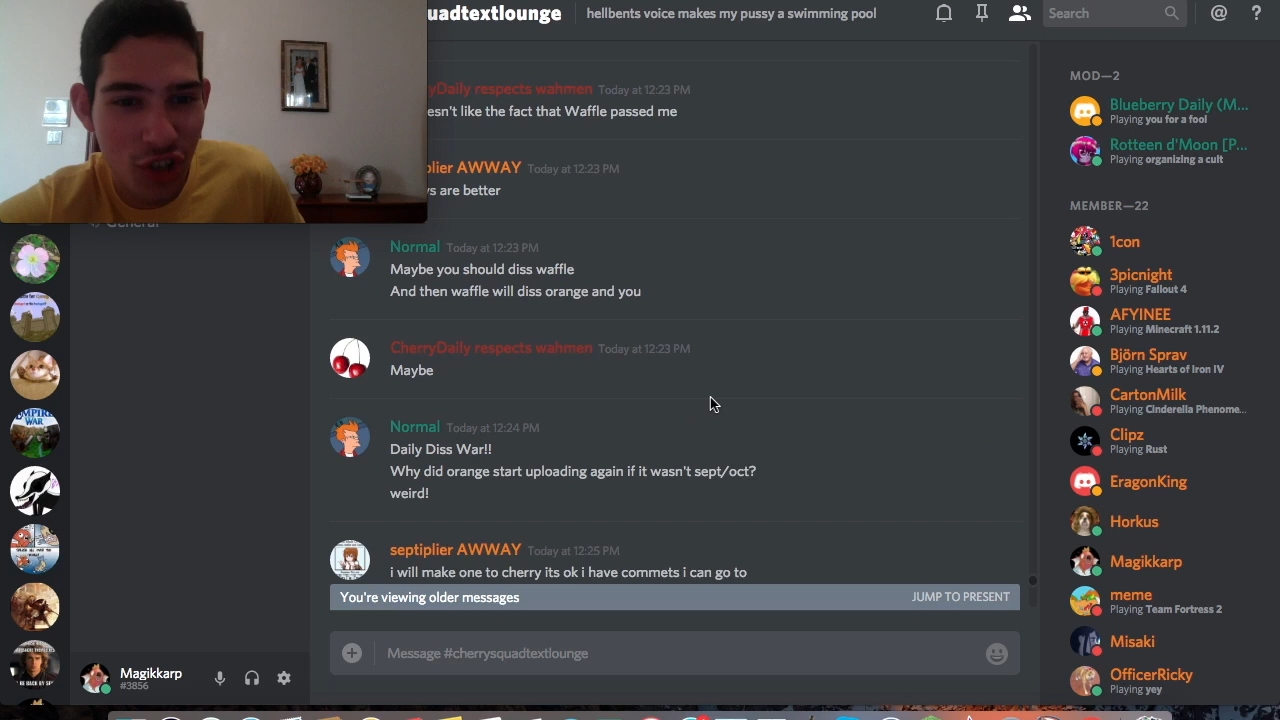 quadtextlounge
hellbents voice makes my pussy a swimming pool
Search
@
?
yDaily respects wahmen Today at 12:23 PM
esn't like the fact that Waffle passed me
plier AWWAY Today at 12:23 PM
ys are better
General
Normal Today at 12:23 PM
Maybe you should diss waffle
And then waffle will diss orange and you
CherryDaily respects wahmen Today at 12:23 PM
Maybe
Normal Today at 12:24 PM
Daily Diss War!!
Why did orange start uploading again if it wasn't sept/oct?
weird!
septiplier AWWAY Today at 12:25 PM
i will make one to cherry its ok i have commets i can go to
You're viewing older messages
JUMP TO PRESENT
Message #cherrysquadtextlounge
EMPIRE
WAR
Magikkarp
#3856
MOD—2
Blueberry Daily (M...
Playing you for a fool
Rotteen d'Moon [P...
Playing organizing a cult
MEMBER—22
1con
3picnight
Playing Fallout 4
AFYINEE
Playing Minecraft 1.11.2
Björn Sprav
Playing Hearts of Iron IV
CartonMilk
Playing Cinderella Phenome...
Clipz
Playing Rust
EragonKing
Horkus
Magikkarp
meme
Playing Team Fortress 2
Misaki
OfficerRicky
Playing yey